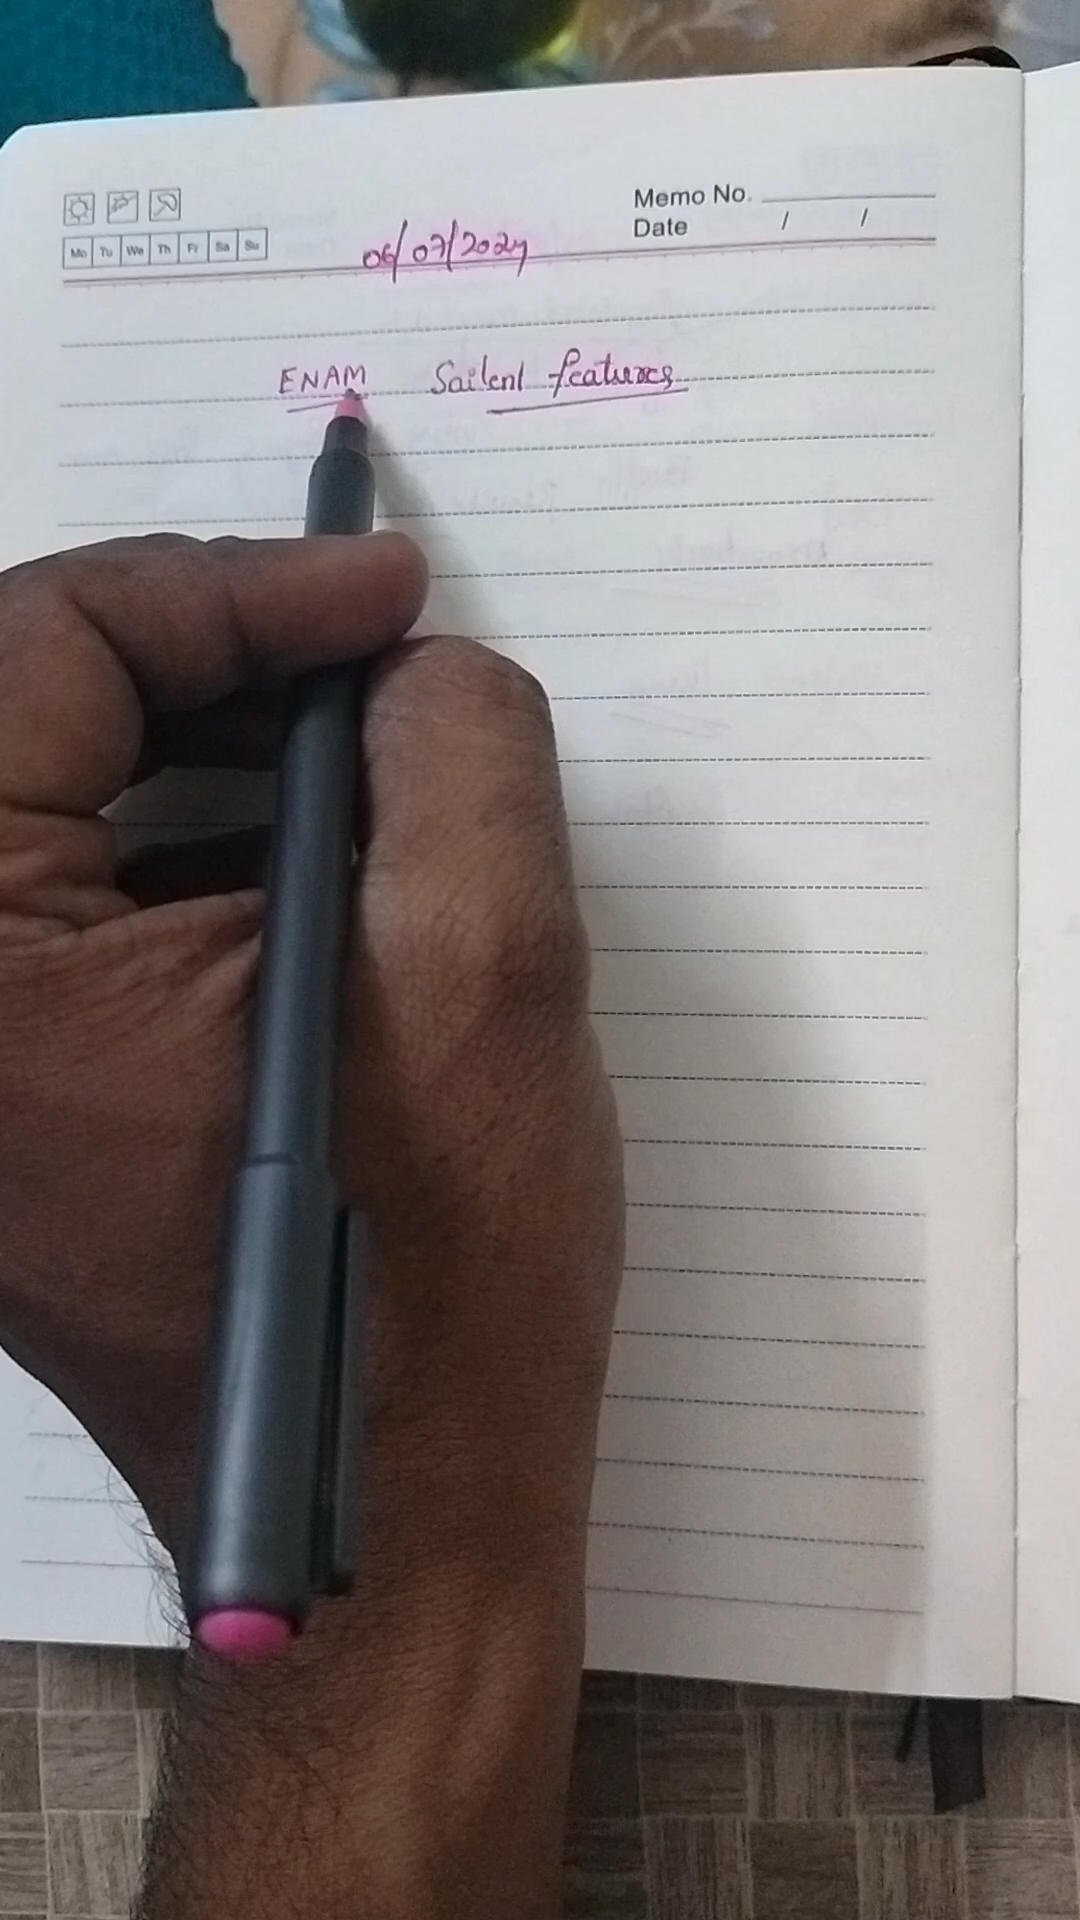 Memo No.
Date / /
Mo Tu We Th Fr Sa Su
06/07/2024
ENAM Sailent features